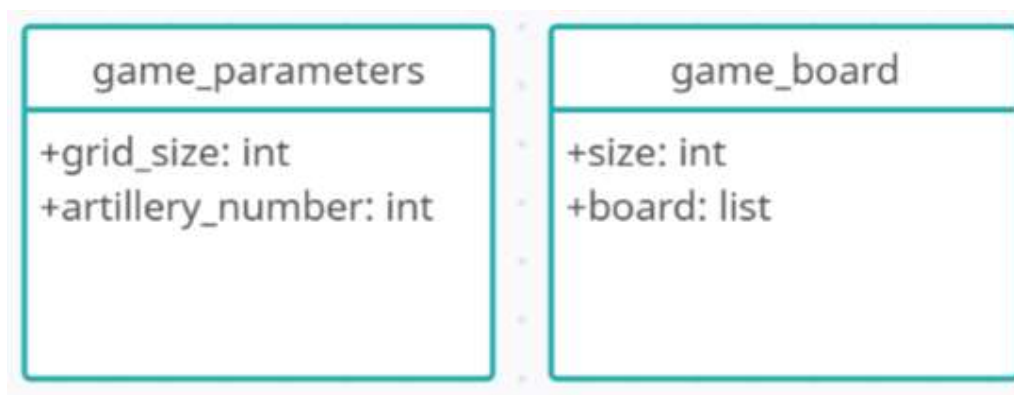 game_parameters
+grid_size: int
+artillery_number: int
game_board
+size: int
+board: list